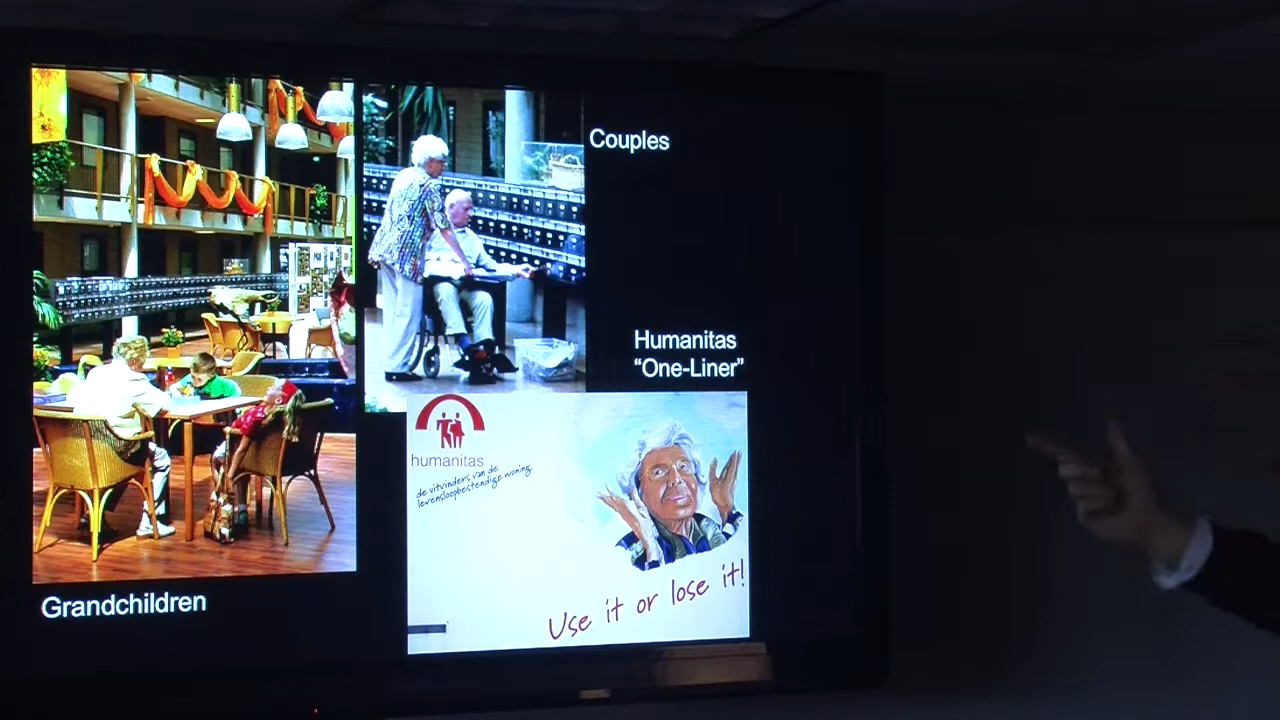 Couples
Humanitas
“One-Liner”
humanitas
de uitvinders van de
levensloopbestendige woning
Use it or lose it!
Grandchildren